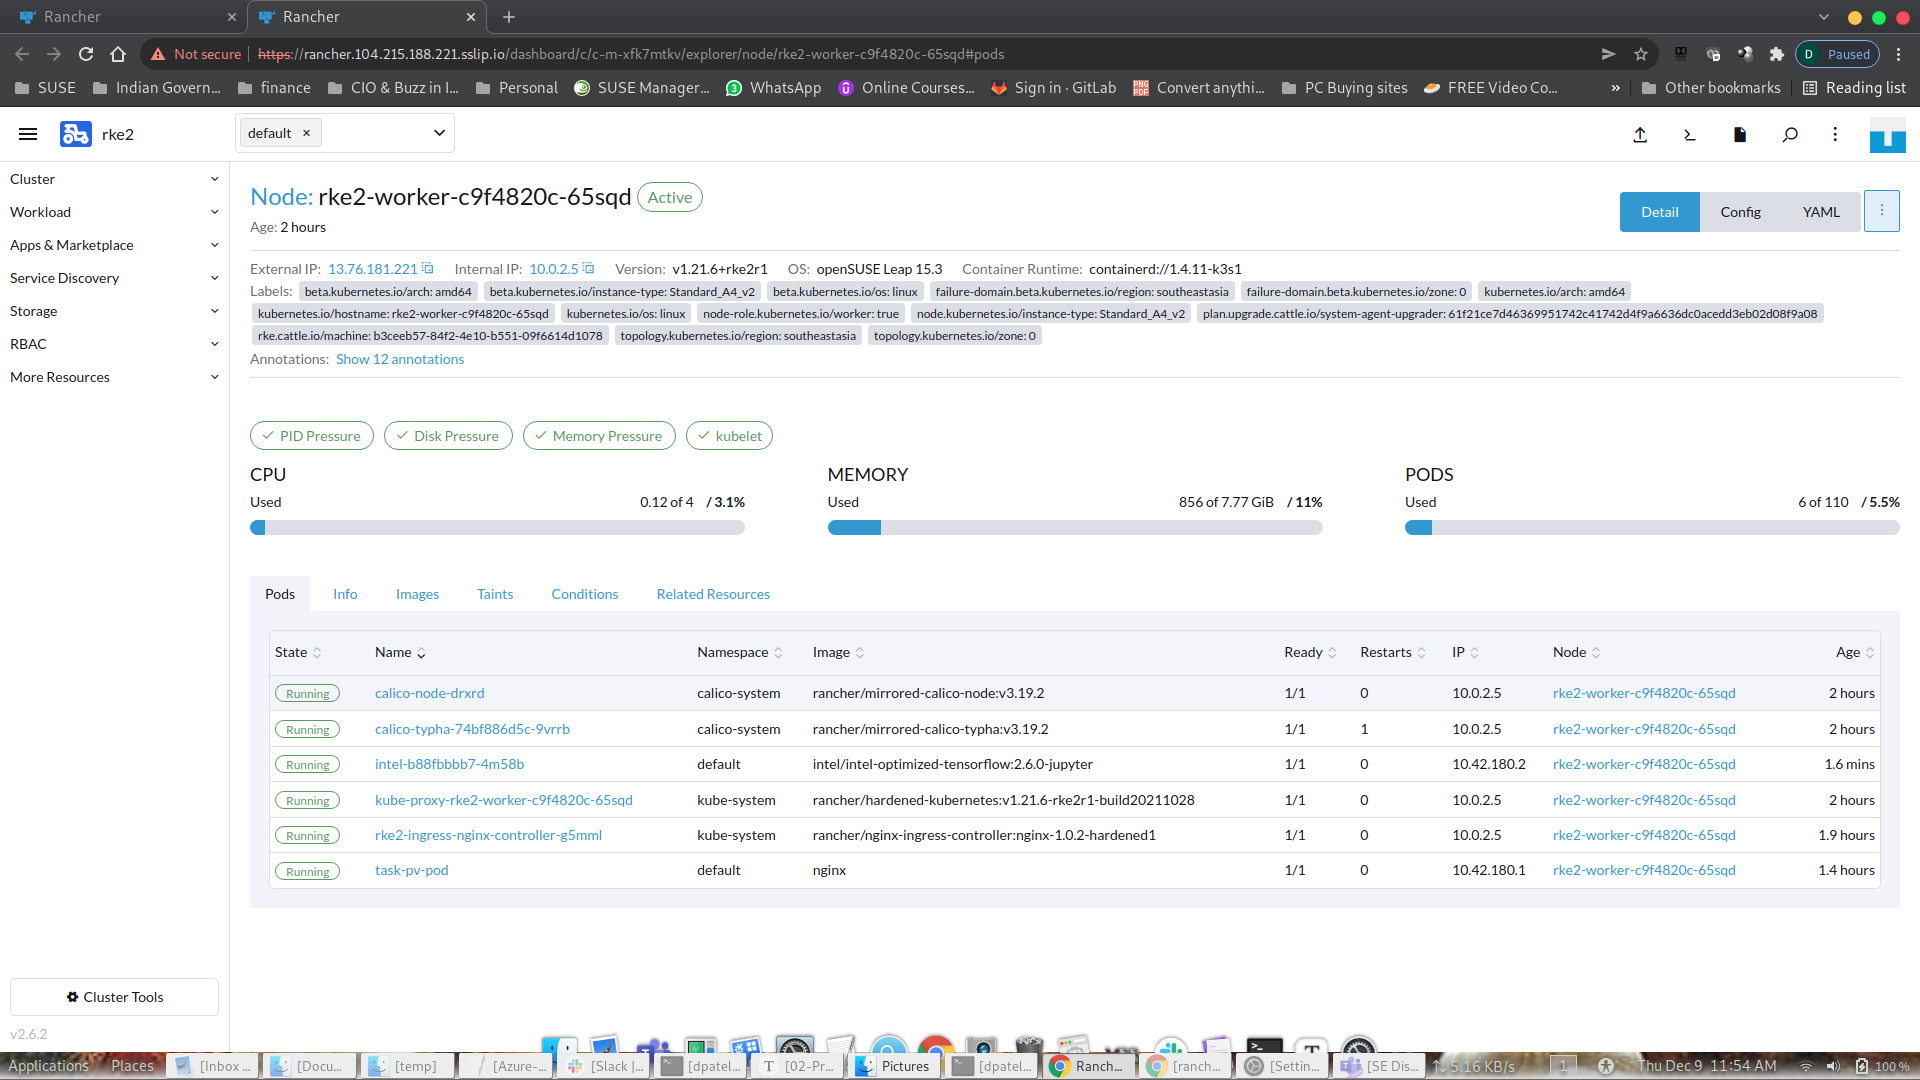 Rancher
Rancher
Not secure https://rancher.104.215.188.221.sslip.io/dashboard/c/c-m-xfk7mtkv/explorer/node/rke2-worker-c9f4820c-65sqd#pods
D Paused
SUSE Indian Govern... finance CIO & Buzz in I... Personal SUSE Manager... WhatsApp Online Courses... Sign in · GitLab Convert anythi... PC Buying sites FREE Video Co... » Other bookmarks Reading list
rke2
default
Cluster
Workload
Apps & Marketplace
Service Discovery
Storage
RBAC
More Resources
Node: rke2-worker-c9f4820c-65sqd Active
Age: 2 hours
Detail Config YAML
External IP: 13.76.181.221 Internal IP: 10.0.2.5 Version: v1.21.6+rke2r1 OS: openSUSE Leap 15.3 Container Runtime: containerd://1.4.11-k3s1
Labels: beta.kubernetes.io/arch: amd64 beta.kubernetes.io/instance-type: Standard_A4_v2 beta.kubernetes.io/os: linux failure-domain.beta.kubernetes.io/region: southeastasia failure-domain.beta.kubernetes.io/zone: 0 kubernetes.io/arch: amd64
kubernetes.io/hostname: rke2-worker-c9f4820c-65sqd kubernetes.io/os: linux node-role.kubernetes.io/worker: true node.kubernetes.io/instance-type: Standard_A4_v2 plan.upgrade.cattle.io/system-agent-upgrader: 61f21ce7d46369951742c41742d4f9a6636dc0acedd3eb02d08f9a08
rke.cattle.io/machine: b3ceeb57-84f2-4e10-b551-09f6614d1078 topology.kubernetes.io/region: southeastasia topology.kubernetes.io/zone: 0
Annotations: Show 12 annotations
PID Pressure Disk Pressure Memory Pressure kubelet
CPU
Used 0.12 of 4 / 3.1%
MEMORY
Used 856 of 7.77 GiB / 11%
PODS
Used 6 of 110 / 5.5%
Pods Info Images Taints Conditions Related Resources
State Name Namespace Image Ready Restarts IP Node Age
Running calico-node-drxrd calico-system rancher/mirrored-calico-node:v3.19.2 1/1 0 10.0.2.5 rke2-worker-c9f4820c-65sqd 2 hours
Running calico-typha-74bf886d5c-9vrrb calico-system rancher/mirrored-calico-typha:v3.19.2 1/1 1 10.0.2.5 rke2-worker-c9f4820c-65sqd 2 hours
Running intel-b88fbbbb7-4m58b default intel/intel-optimized-tensorflow:2.6.0-jupyter 1/1 0 10.42.180.2 rke2-worker-c9f4820c-65sqd 1.6 mins
Running kube-proxy-rke2-worker-c9f4820c-65sqd kube-system rancher/hardened-kubernetes:v1.21.6-rke2r1-build20211028 1/1 0 10.0.2.5 rke2-worker-c9f4820c-65sqd 2 hours
Running rke2-ingress-nginx-controller-g5mml kube-system rancher/nginx-ingress-controller:nginx-1.0.2-hardened1 1/1 0 10.0.2.5 rke2-worker-c9f4820c-65sqd 1.9 hours
Running task-pv-pod default nginx 1/1 0 10.42.180.1 rke2-worker-c9f4820c-65sqd 1.4 hours
Cluster Tools
v2.6.2
Applications Places [Inbox ... [Docu... [temp] [Azure-... [Slack |... [dpatel... [02-Pr... Pictures [dpatel... Ranch... [ranch... [Settin... [SE Dis... 5.16 KB/s 1 Thu Dec 9 11:54 AM 100 %